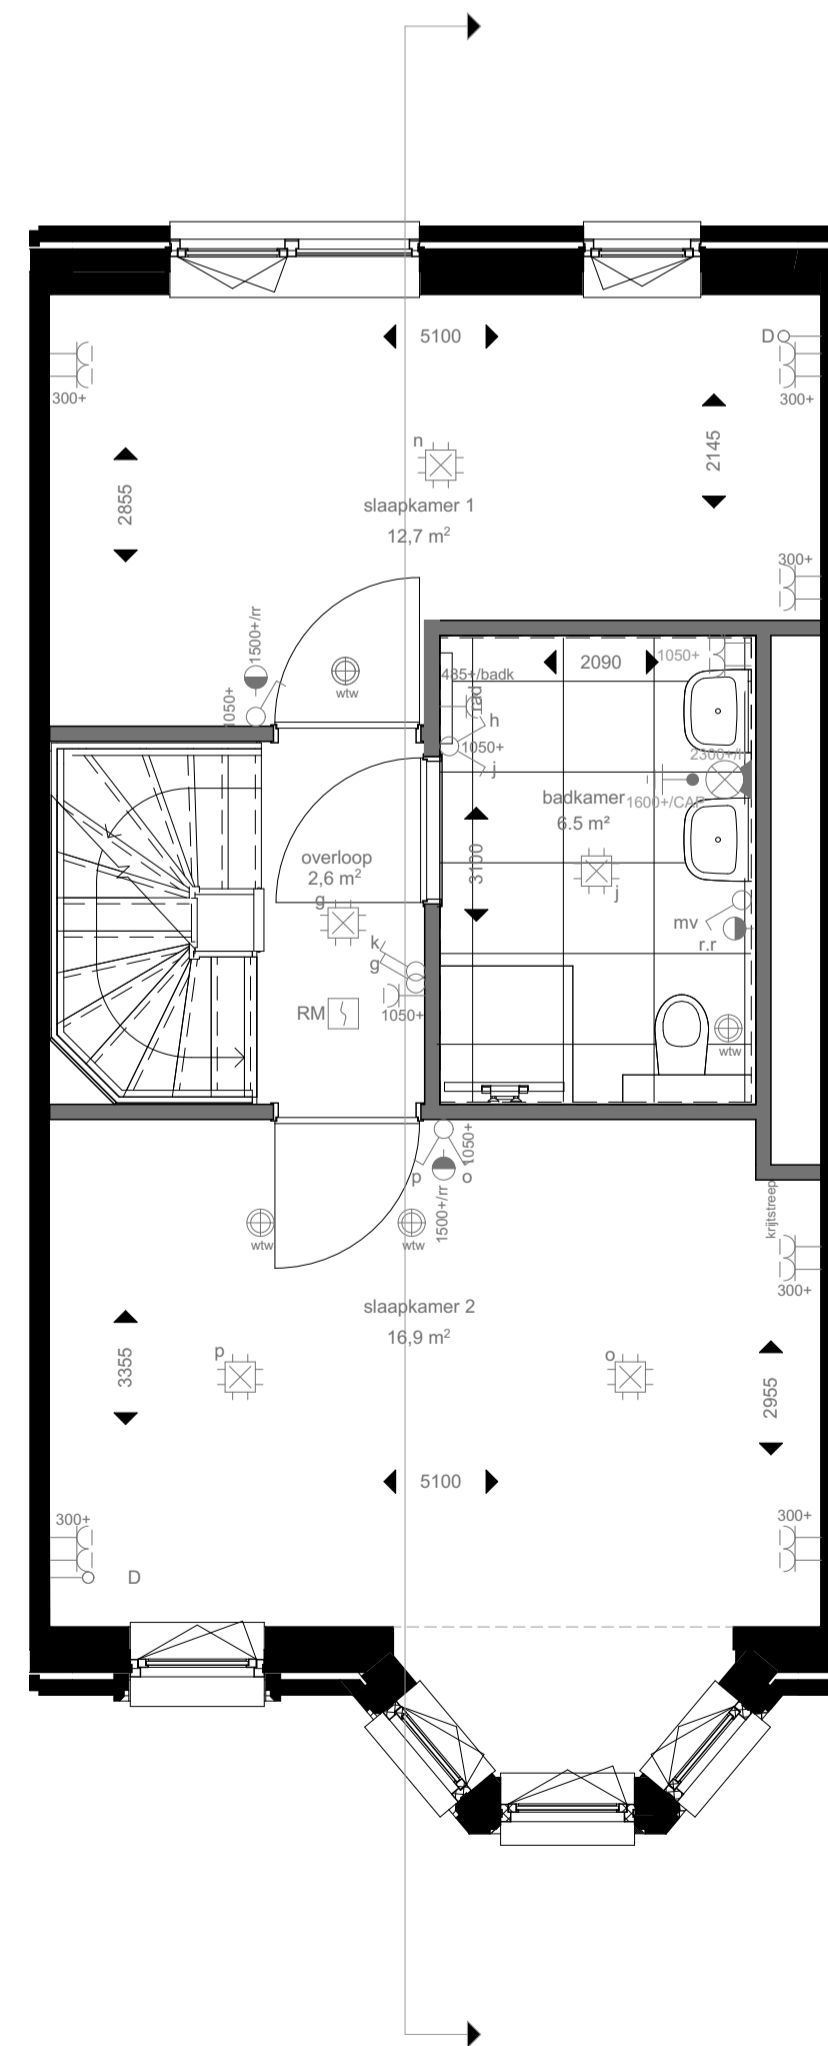 5100
D
300+
300+
2145
n
2855
slaapkamer 1
12,7 m²
300+
1500+/rr
1050+
wtw
2090
1050+
485+/badk
rad
h
1050+
j
2300+/
badkamer
1600+/CAP
6.5 m²
3100
j
overloop
2,6 m²
g
k
g
mv
r.r
RM
1050+
wtw
1050+
p
o
1500+/rr
krijtstreep
wtw
wtw
300+
slaapkamer 2
16,9 m²
3355
p
o
2955
5100
300+
300+
D